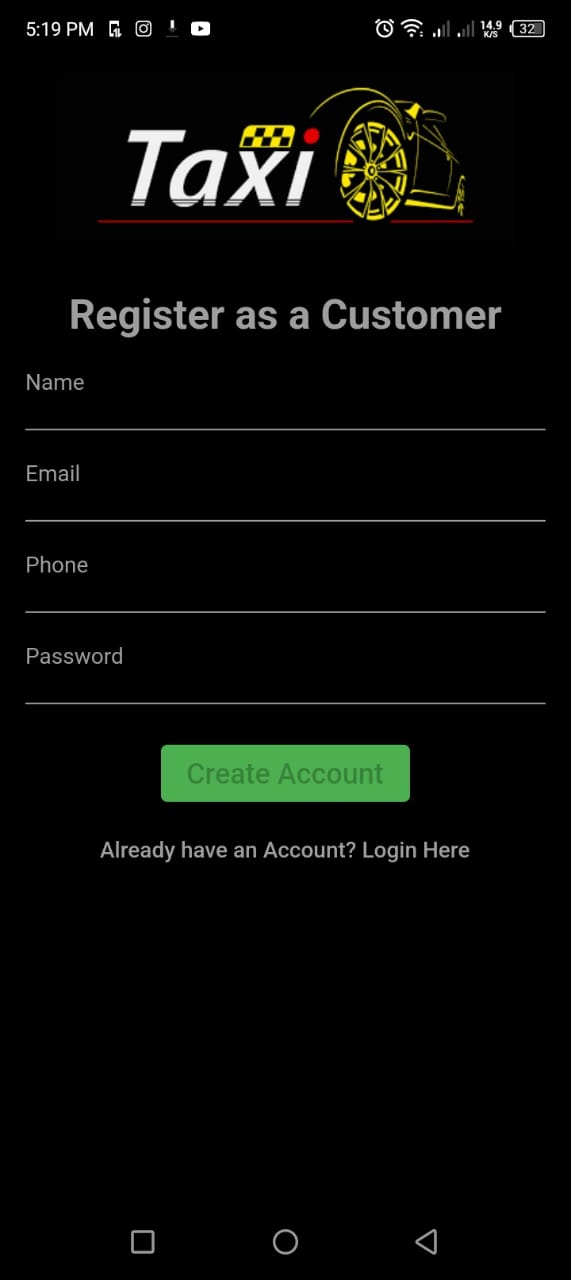 5:19 PM 14.9 K/S 32
Taxi
Register as a Customer
Name
Email
Phone
Password
Create Account
Already have an Account? Login Here